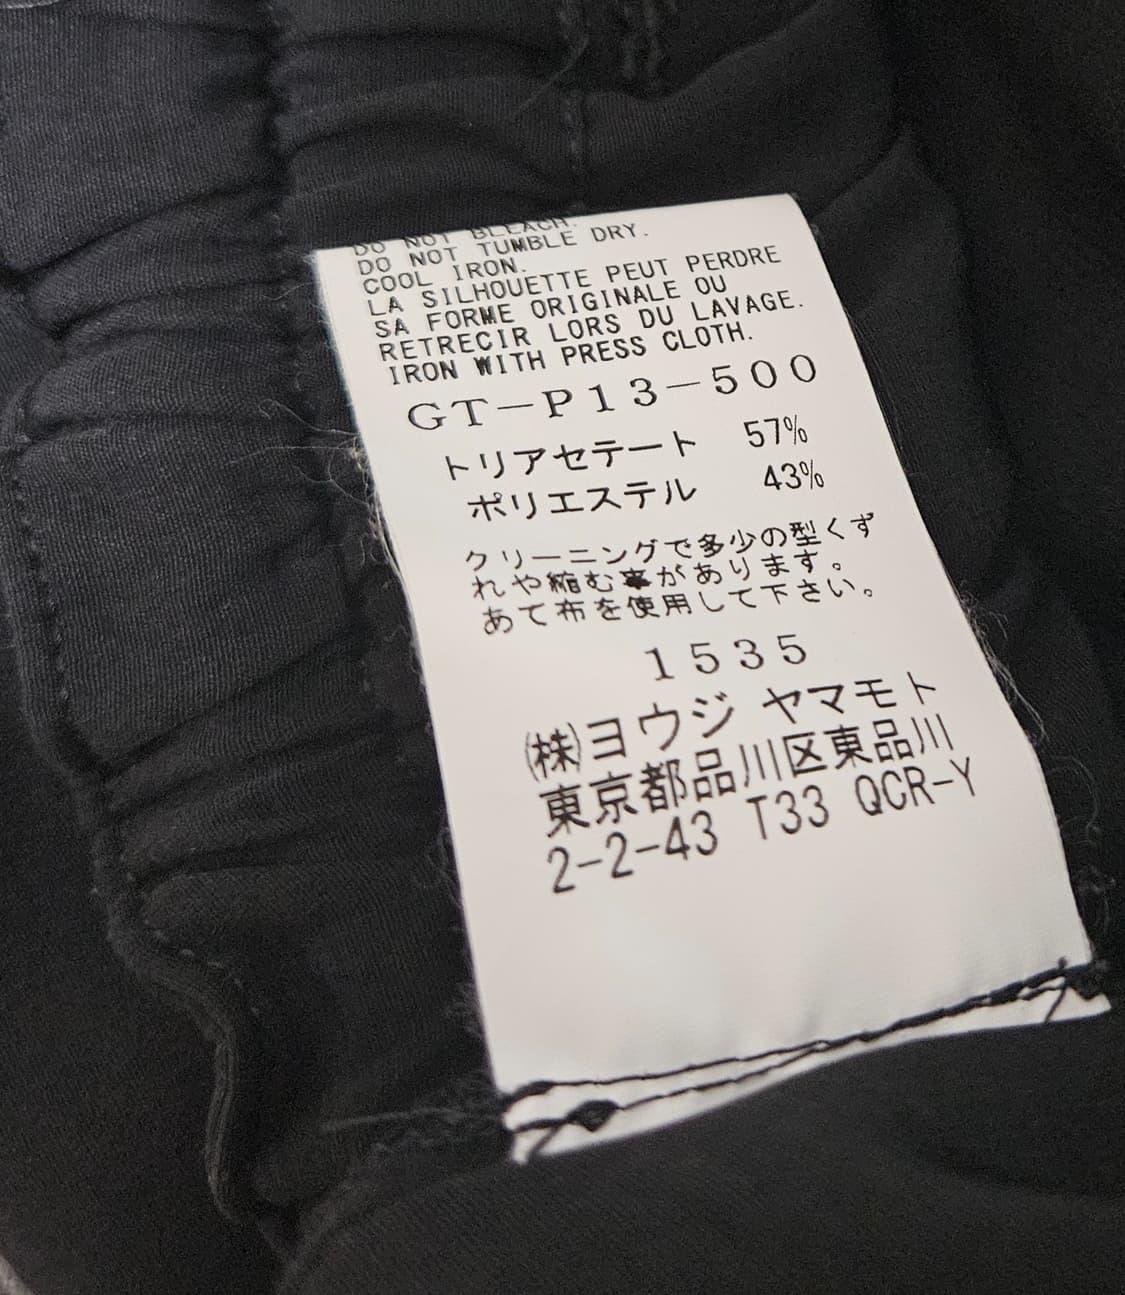 DO NOT BLEACH.
DO NOT TUMBLE DRY.
COOL IRON.
LA SILHOUETTE PEUT PERDRE
SA FORME ORIGINALE OU
RETRECIR LORS DU LAVAGE.
IRON WITH PRESS CLOTH.
GT-P13-500
トリアセテート 57%
ポリエステル 43%
クリーニングで多少の型くず
れや縮む事があります。
あて布を使用して下さい。
1535
㈱ヨウジ ヤマモト
東京都品川区東品川
2-2-43 T33 QCR-Y